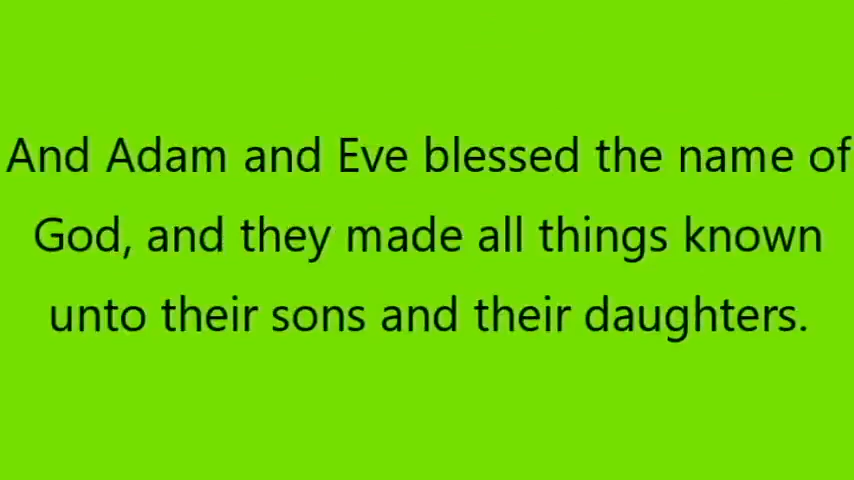 And Adam and Eve blessed the name of
God, and they made all things known
unto their sons and their daughters.